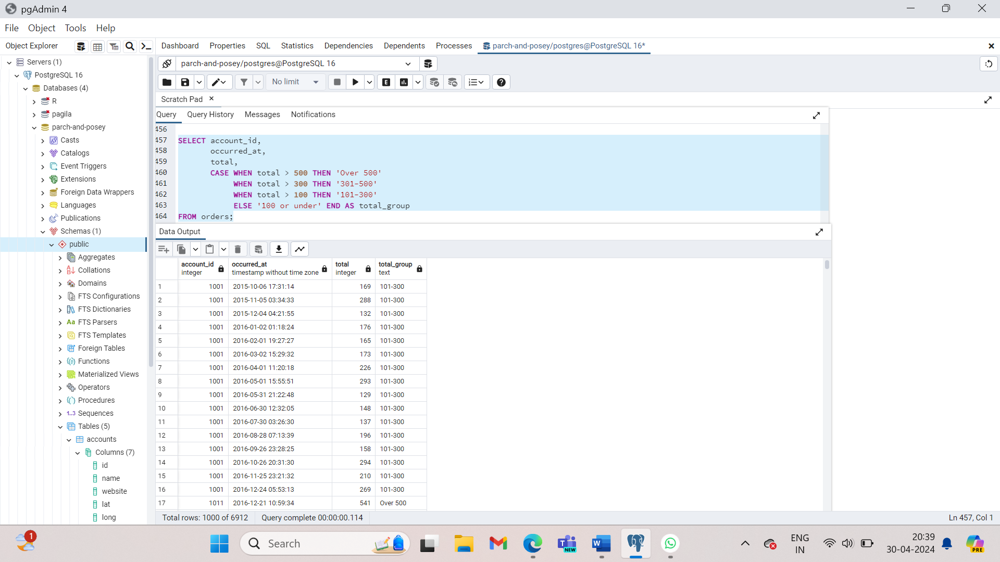 pgAdmin 4
File Object Tools Help
Object Explorer
Dashboard Properties SQL Statistics Dependencies Dependents Processes parch-and-posey/postgres@PostgreSQL 16*
parch-and-posey/postgres@PostgreSQL 16
No limit
E
Scratch Pad
Query Query History Messages Notifications
Servers (1)
PostgreSQL 16
Databases (4)
R
pagila
parch-and-posey
Casts
Catalogs
Event Triggers
Extensions
Foreign Data Wrappers
Languages
Publications
Schemas (1)
public
Aggregates
Collations
Domains
FTS Configurations
FTS Dictionaries
Aa FTS Parsers
FTS Templates
Foreign Tables
Functions
Materialized Views
Operators
Procedures
1..3 Sequences
Tables (5)
accounts
Columns (7)
id
name
website
lat
long
456
457 SELECT account_id,
458 occurred_at,
459 total,
460 CASE WHEN total > 500 THEN 'Over 500'
461 WHEN total > 300 THEN '301-500'
462 WHEN total > 100 THEN '101-300'
463 ELSE '100 or under' END AS total_group
464 FROM orders;
Data Output
account_id occurred_at total total_group
integer timestamp without time zone integer text
1 1001 2015-10-06 17:31:14 169 101-300
2 1001 2015-11-05 03:34:33 288 101-300
3 1001 2015-12-04 04:21:55 132 101-300
4 1001 2016-01-02 01:18:24 176 101-300
5 1001 2016-02-01 19:27:27 165 101-300
6 1001 2016-03-02 15:29:32 173 101-300
7 1001 2016-04-01 11:20:18 226 101-300
8 1001 2016-05-01 15:55:51 293 101-300
9 1001 2016-05-31 21:22:48 129 101-300
10 1001 2016-06-30 12:32:05 148 101-300
11 1001 2016-07-30 03:26:30 137 101-300
12 1001 2016-08-28 07:13:39 196 101-300
13 1001 2016-09-26 23:28:25 158 101-300
14 1001 2016-10-26 20:31:30 294 101-300
15 1001 2016-11-25 23:21:32 210 101-300
16 1001 2016-12-24 05:53:13 269 101-300
17 1011 2016-12-21 10:59:34 541 Over 500
Total rows: 1000 of 6912 Query complete 00:00:00.114 Ln 457, Col 1
1
Search
T
NEW
W
ENG
IN
20:39
30-04-2024
PRE